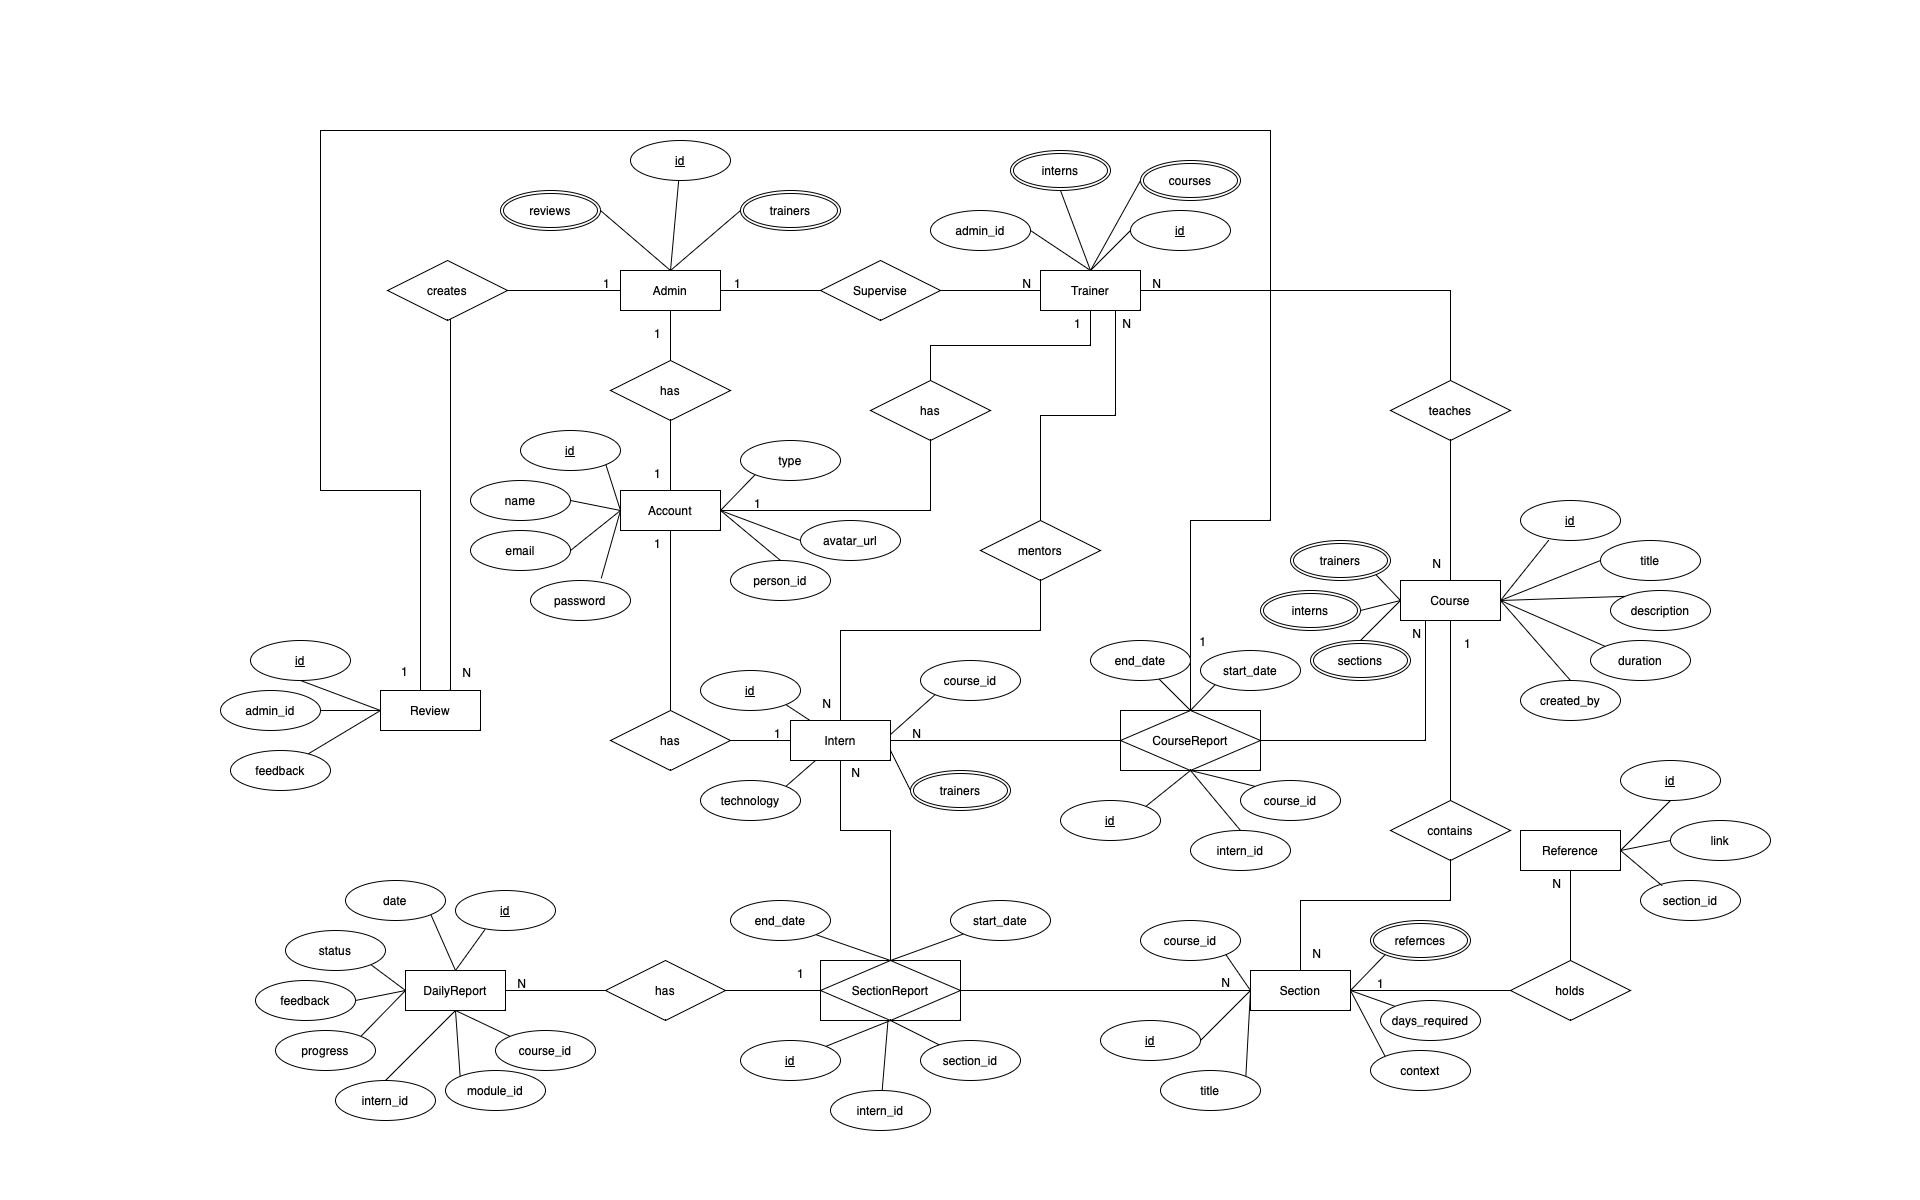 id
interns
courses
reviews
trainers
admin_id
id
creates
1
Admin
1
Supervise
N
Trainer
N
1
1
N
has
has
teaches
id
type
1
name
Account
1
avatar_url
email
1
mentors
person_id
password
id
trainers
title
N
Course
interns
description
N
1
sections
duration
created_by
id
admin_id
feedback
1
N
Review
id
course_id
end_date
1
start_date
N
has
1
Intern
N
CourseReport
technology
N
trainers
id
course_id
intern_id
contains
id
Reference
link
N
section_id
date
id
status
feedback
progress
DailyReport
N
has
1
intern_id
module_id
course_id
end_date
start_date
SectionReport
id
section_id
intern_id
course_id
N
refernces
N
Section
1
holds
id
days_required
title
context